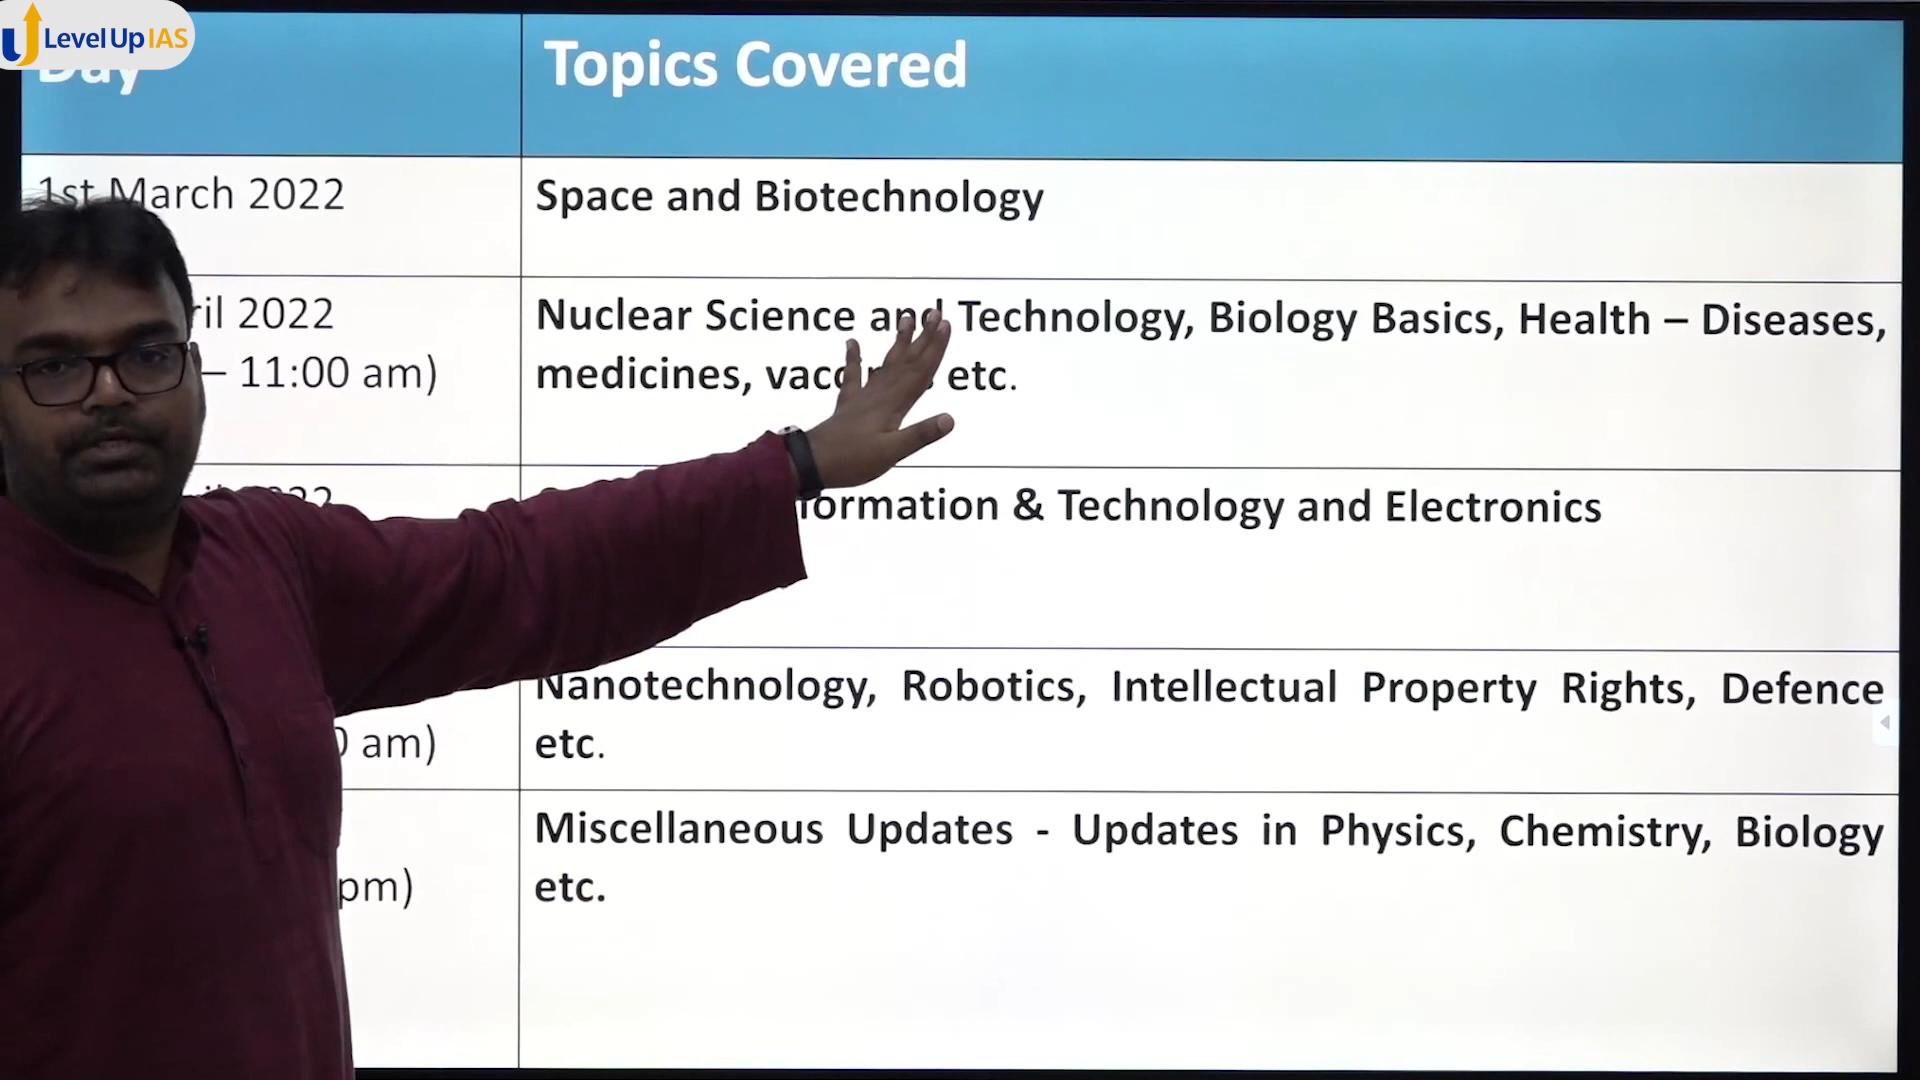 Level Up IAS
Day
Topics Covered
1st March 2022
Space and Biotechnology
2022
– 11:00 am)
Nuclear Science and Technology, Biology Basics, Health – Diseases,
medicines, etc.
& Technology and Electronics
am)
Nanotechnology, Robotics, Intellectual Property Rights, Defence
etc.
pm)
Miscellaneous Updates - Updates in Physics, Chemistry, Biology
etc.